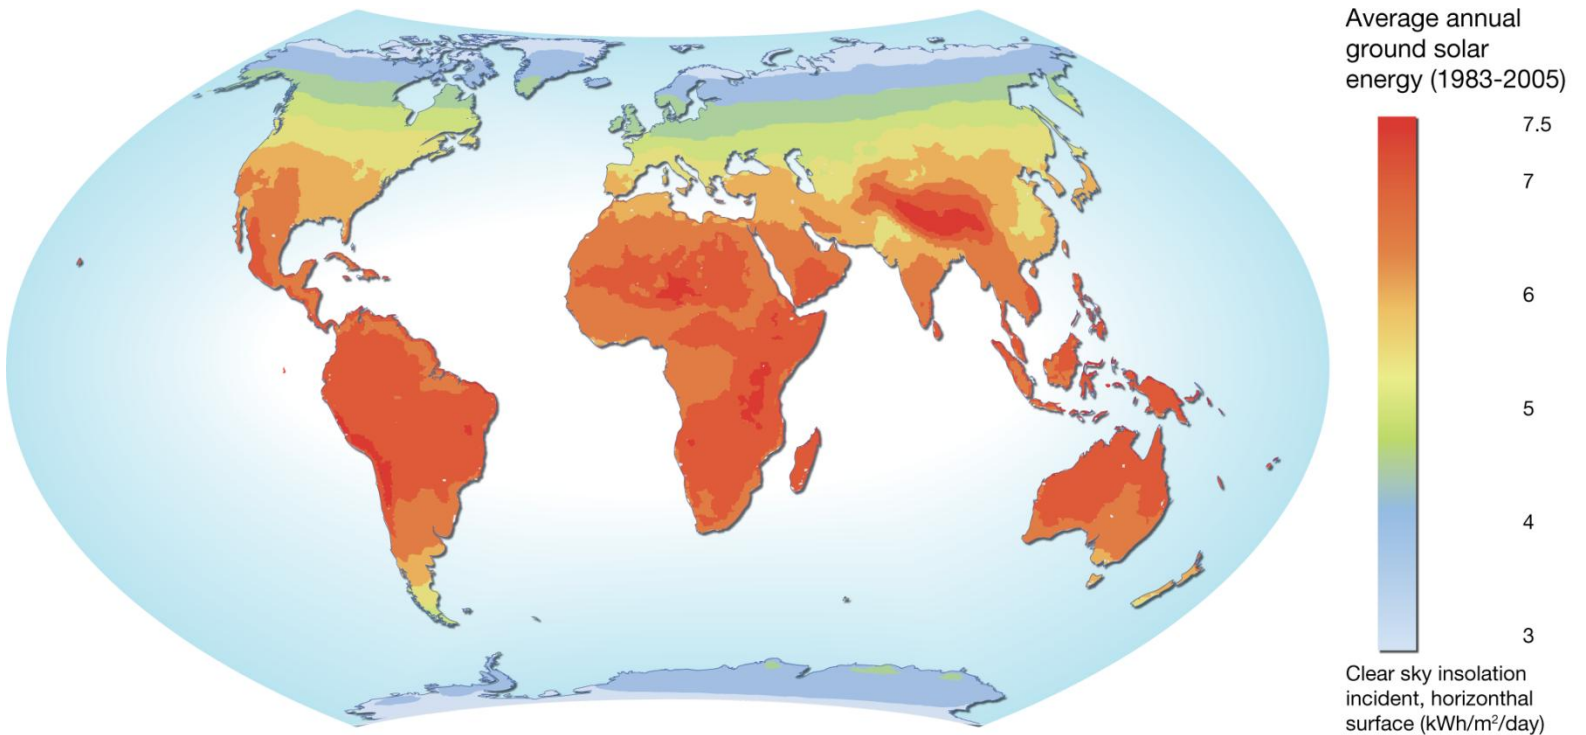 Average annual
ground solar
energy (1983-2005)
7.5
7
6
5
4
3
Clear sky insolation
incident, horizonthal
surface (kWh/m²/day)